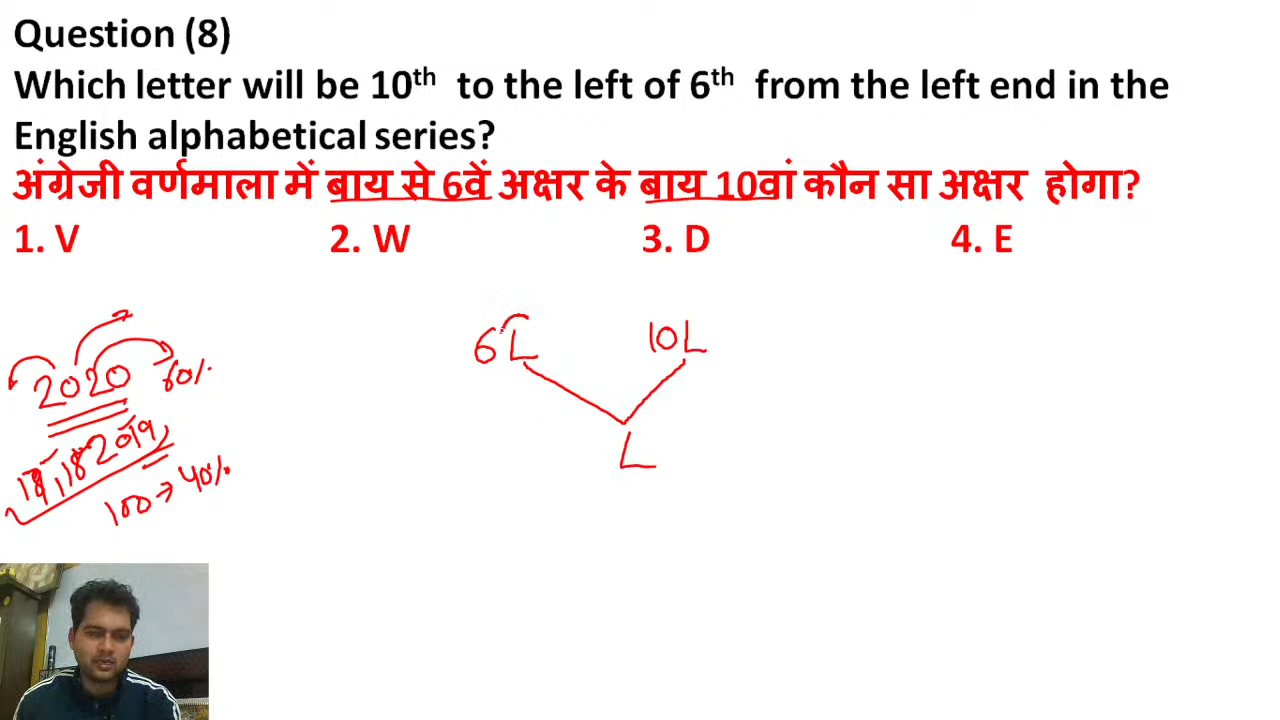 Question (8)
Which letter will be 10th to the left of 6th from the left end in the
English alphabetical series?
अंग्रेजी वर्णमाला में बाय से 6वें अक्षर के बाय 10वां कौन सा अक्षर होगा?
1. V 2. W 3. D 4. E
6L 10L
L
2020 60%
2019
100 → 40%